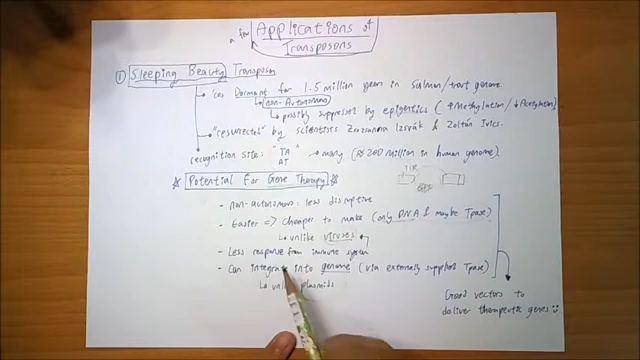 a few Applications of
Transposons
① Sleeping Beauty Transposon
'cos Dormant for 1.5 million years in salmon/trout genome.
non-Autonomous
possibly suppressed by epigenetics (↑Methylation/↓Acetylation)
by scientists Zsuzsanna Izsvák & Zoltán Ivics.
recognition site: "TA
AT" → many (≈200 million in human genome).
TIR
☆ Potential for Gene Therapy ☆
- non-autonomous: less disruptive
- Easier => cheaper to make (only DNA & maybe Tpase)
unlike viruses
- Less response from immune system
- Can integrate into genome (via externally supplied Tpase)
unlike plasmids
Good vectors to
deliver therapeutic genes